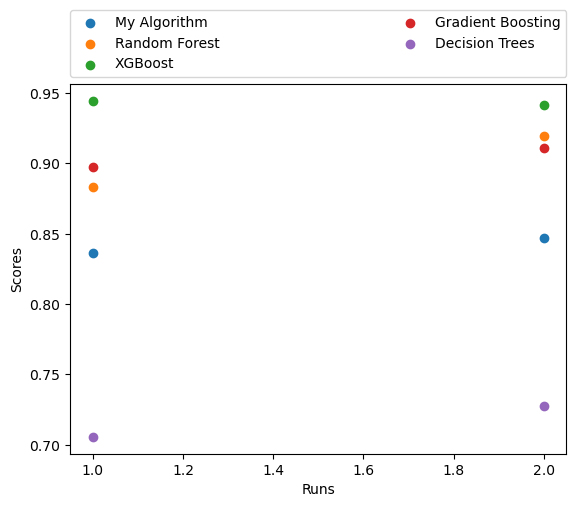 My Algorithm
Random Forest
XGBoost
Gradient Boosting
Decision Trees
0.95
0.90
0.85
0.80
0.75
0.70
Scores
1.0 1.2 1.4 1.6 1.8 2.0
Runs